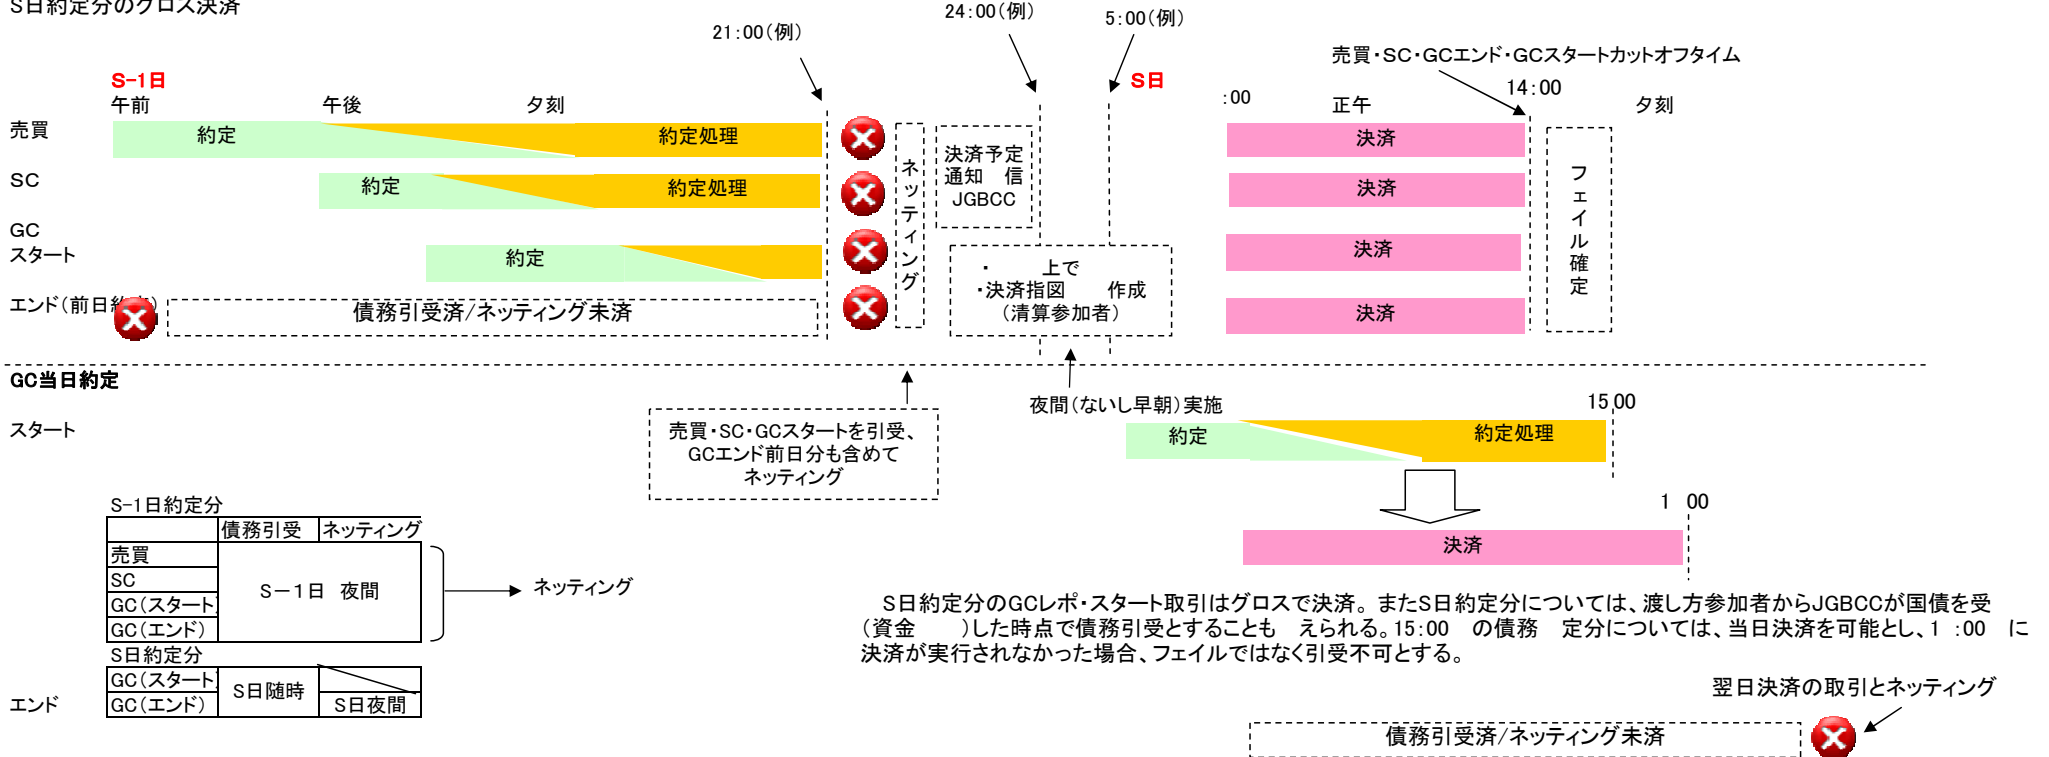 S日約定分のグロス決済
24:00(例)
5:00(例)
21:00(例)
売買・SC・GCエンド・GCスタートカットオフタイム
S-1日
S日
14:00
午前
午後
夕刻
:00
正午
夕刻
売買
約定
約定処理
決済
SC
約定
約定処理
決済
GC
スタート
約定
決済
エンド(前日約定)
債務引受済/ネッティング未済
決済
ネッティング
決済予定
通知 信
JGBCC
・ 上で
・決済指図 作成
(清算参加者)
フェイル確定
GC当日約定
夜間(ないし早朝)実施
15 00
スタート
売買・SC・GCスタートを引受、
GCエンド前日分も含めて
ネッティング
約定
約定処理
1 00
決済
S-1日約定分
債務引受 ネッティング
売買
SC
GC(スタート)
GC(エンド)
S-1日 夜間
ネッティング
S日約定分
GC(スタート)
GC(エンド)
S日随時
S日夜間
S日約定分のGCレポ・スタート取引はグロスで決済。またS日約定分については、渡し方参加者からJGBCCが国債を受
(資金 )した時点で債務引受とすることも えられる。15:00 の債務 定分については、当日決済を可能とし、1 :00 に
決済が実行されなかった場合、フェイルではなく引受不可とする。
エンド
翌日決済の取引とネッティング
債務引受済/ネッティング未済